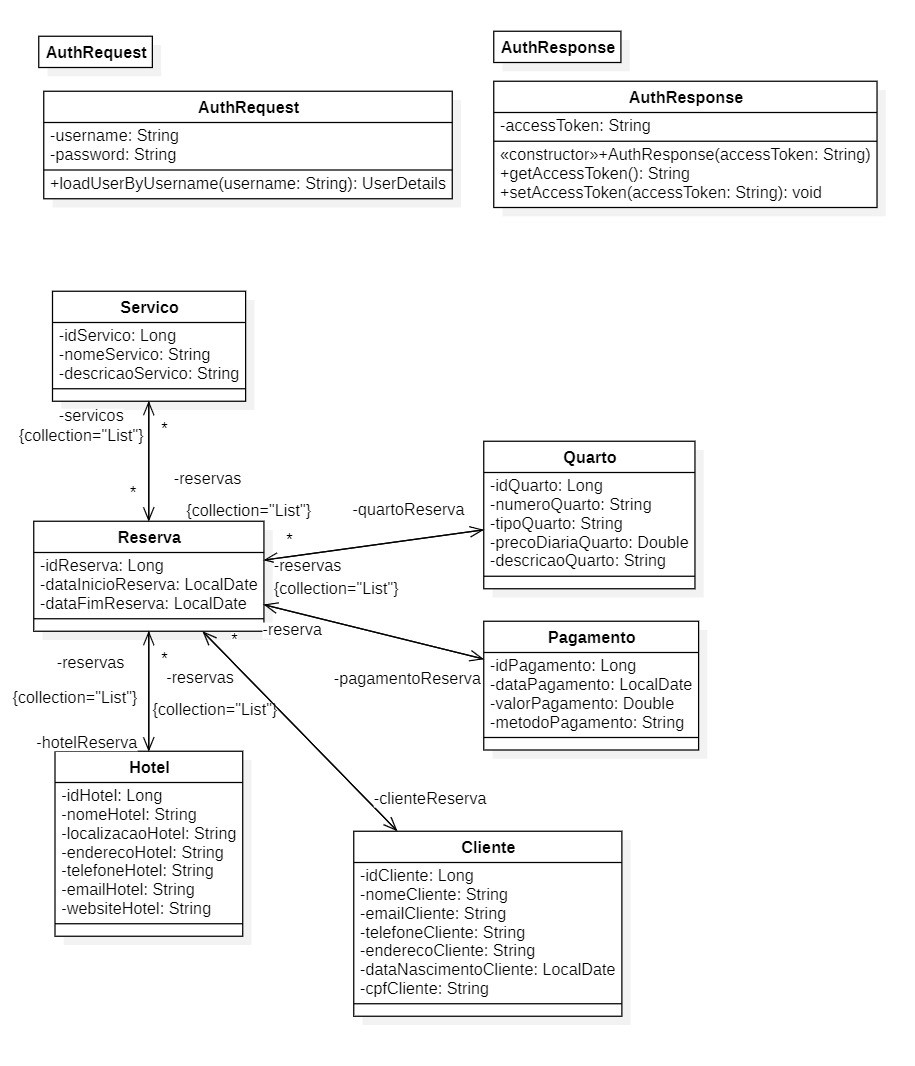 AuthRequest
AuthResponse
AuthRequest
-username: String
-password: String
+loadUserByUsername(username: String): UserDetails
AuthResponse
-accessToken: String
«constructor»+AuthResponse(accessToken: String)
+getAccessToken(): String
+setAccessToken(accessToken: String): void
Servico
-idServico: Long
-nomeServico: String
-descricaoServico: String
-servicos
*
{collection="List"}
-reservas
*
{collection="List"}
Reserva
-idReserva: Long
-dataInicioReserva: LocalDate
-dataFimReserva: LocalDate
-quartoReserva
*
-reservas
{collection="List"}
Quarto
-idQuarto: Long
-numeroQuarto: String
-tipoQuarto: String
-precoDiariaQuarto: Double
-descricaoQuarto: String
-reserva
-pagamentoReserva
Pagamento
-idPagamento: Long
-dataPagamento: LocalDate
-valorPagamento: Double
-metodoPagamento: String
*
-reservas
{collection="List"}
*
-reservas
{collection="List"}
-hotelReserva
Hotel
-idHotel: Long
-nomeHotel: String
-localizacaoHotel: String
-enderecoHotel: String
-telefoneHotel: String
-emailHotel: String
-websiteHotel: String
-clienteReserva
Cliente
-idCliente: Long
-nomeCliente: String
-emailCliente: String
-telefoneCliente: String
-enderecoCliente: String
-dataNascimentoCliente: LocalDate
-cpfCliente: String